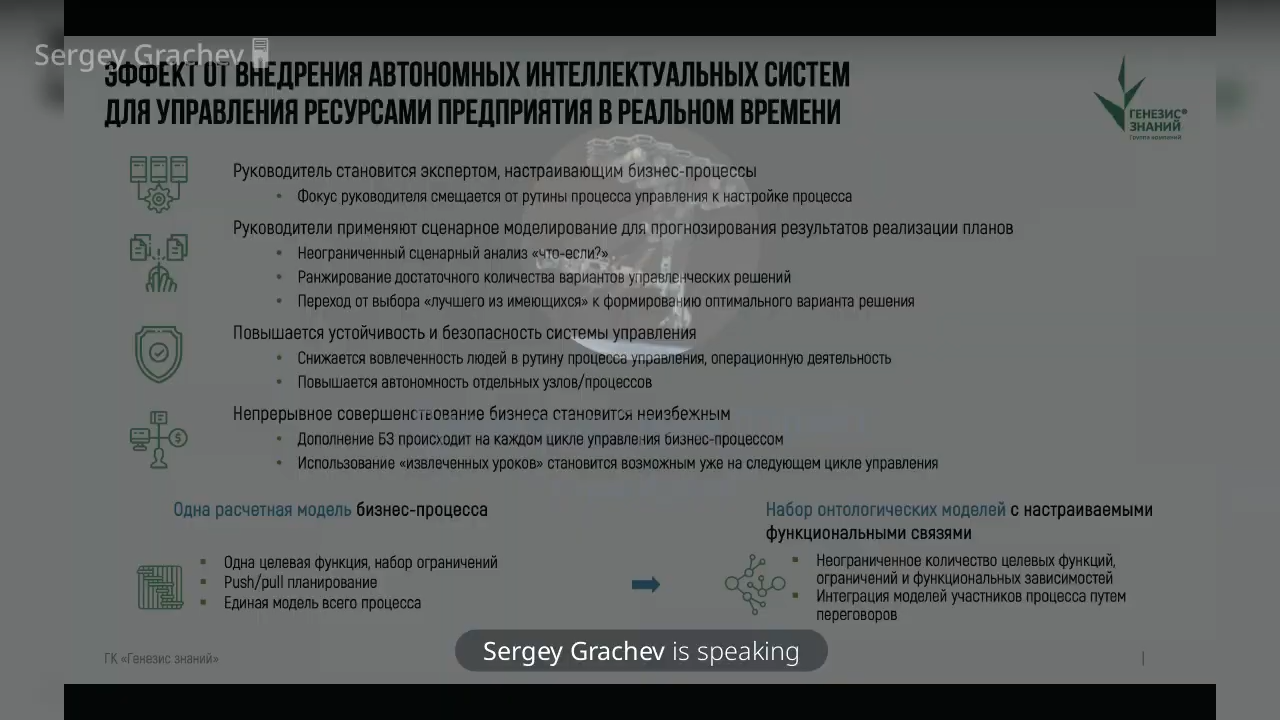 Sergey Grachev
ЭФФЕКТ ОТ ВНЕДРЕНИЯ АВТОНОМНЫХ ИНТЕЛЛЕКТУАЛЬНЫХ СИСТЕМ
ДЛЯ УПРАВЛЕНИЯ РЕСУРСАМИ ПРЕДПРИЯТИЯ В РЕАЛЬНОМ ВРЕМЕНИ
ГЕНЕЗИС®
ЗНАНИЙ
Группа компаний
Руководитель становится экспертом, настраивающим бизнес-процессы
• Фокус руководителя смещается от рутины процесса управления к настройке процесса
Руководители применяют сценарное моделирование для прогнозирования результатов реализации планов
• Неограниченный сценарный анализ «что-если?»
• Ранжирование достаточного количества вариантов управленческих решений
• Переход от выбора «лучшего из имеющихся» к формированию оптимального варианта решения
Повышается устойчивость и безопасность системы управления
• Снижается вовлеченность людей в рутину процесса управления, операционную деятельность
• Повышается автономность отдельных узлов/процессов
Непрерывное совершенствование бизнеса становится неизбежным
• Дополнение БЗ происходит на каждом цикле управления бизнес-процессом
• Использование «извлеченных уроков» становится возможным уже на следующем цикле управления
Одна расчетная модель бизнес-процесса
▪ Одна целевая функция, набор ограничений
▪ Push/pull планирование
▪ Единая модель всего процесса
Набор онтологических моделей с настраиваемыми
функциональными связями
▪ Неограниченное количество целевых функций,
ограничений и функциональных зависимостей
▪ Интеграция моделей участников процесса путем
переговоров
Sergey Grachev is speaking
ГК «Генезис знаний»